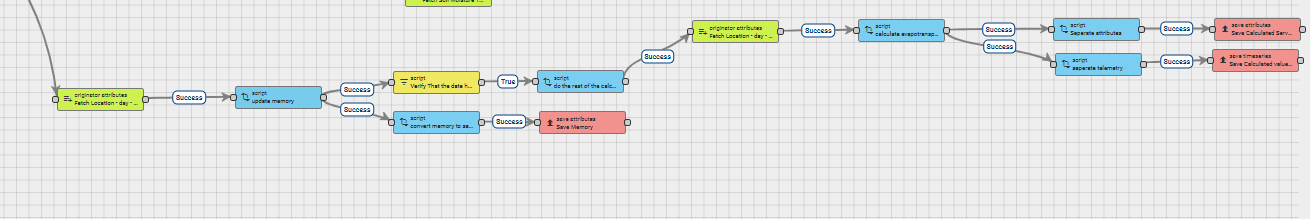 Fetch Soil Moisture T...
originator attributes
Fetch Location - day - ...
Success
script
calculate evapotransp...
Success
script
Separate attributes
Success
save attributes
Save Calculated Serv...
Success
script
separate telemetry
Success
save timeseries
Save Calculated value...
Success
originator attributes
Fetch Location - day - ...
Success
script
update memory
Success
script
Verify That the date h...
True
script
do the rest of the calc...
Success
script
convert memory to sa...
Success
save attributes
Save Memory